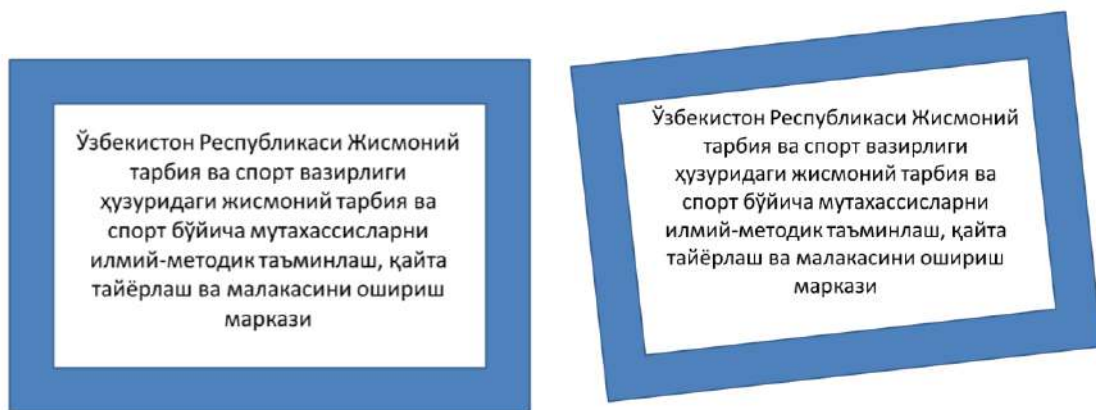 Ўзбекистон Республикаси Жисмоний
тарбия ва спорт вазирлиги
ҳузуридаги жисмоний тарбия ва
спорт бўйича мутахассисларни
илмий-методик таъминлаш, қайта
тайёрлаш ва малакасини ошириш
маркази
Ўзбекистон Республикаси Жисмоний
тарбия ва спорт вазирлиги
ҳузуридаги жисмоний тарбия ва
спорт бўйича мутахассисларни
илмий-методик таъминлаш, қайта
тайёрлаш ва малакасини ошириш
маркази